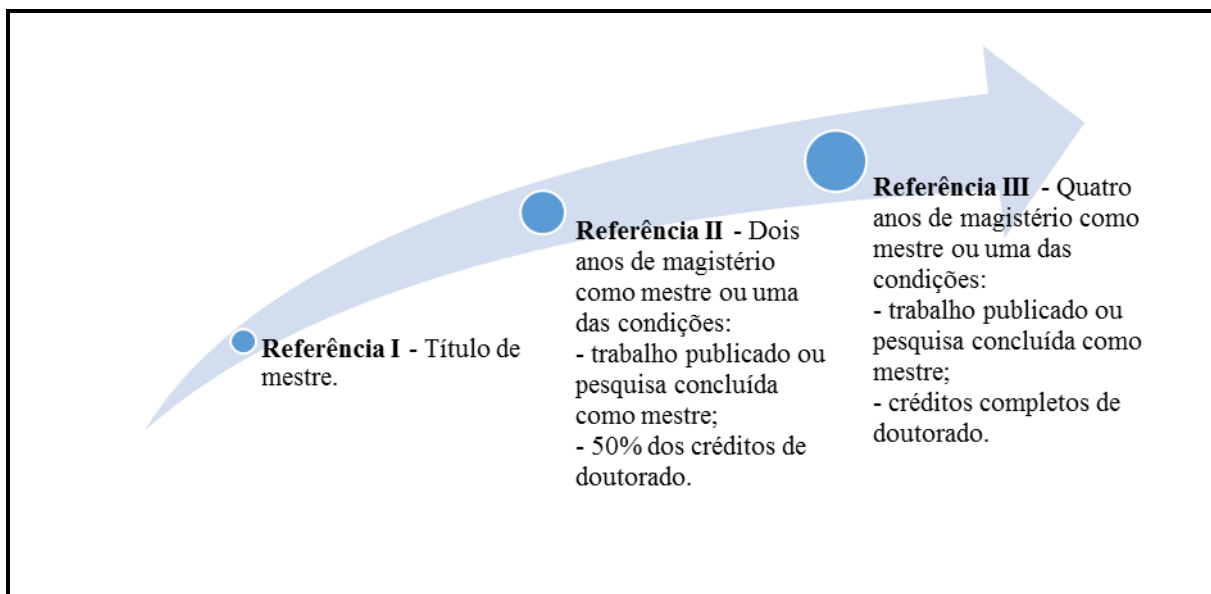 Referência I - Título de
mestre.
Referência II - Dois
anos de magistério
como mestre ou uma
das condições:
- trabalho publicado ou
pesquisa concluída
como mestre;
- 50% dos créditos de
doutorado.
Referência III - Quatro
anos de magistério como
mestre ou uma das
condições:
- trabalho publicado ou
pesquisa concluída como
mestre;
- créditos completos de
doutorado.